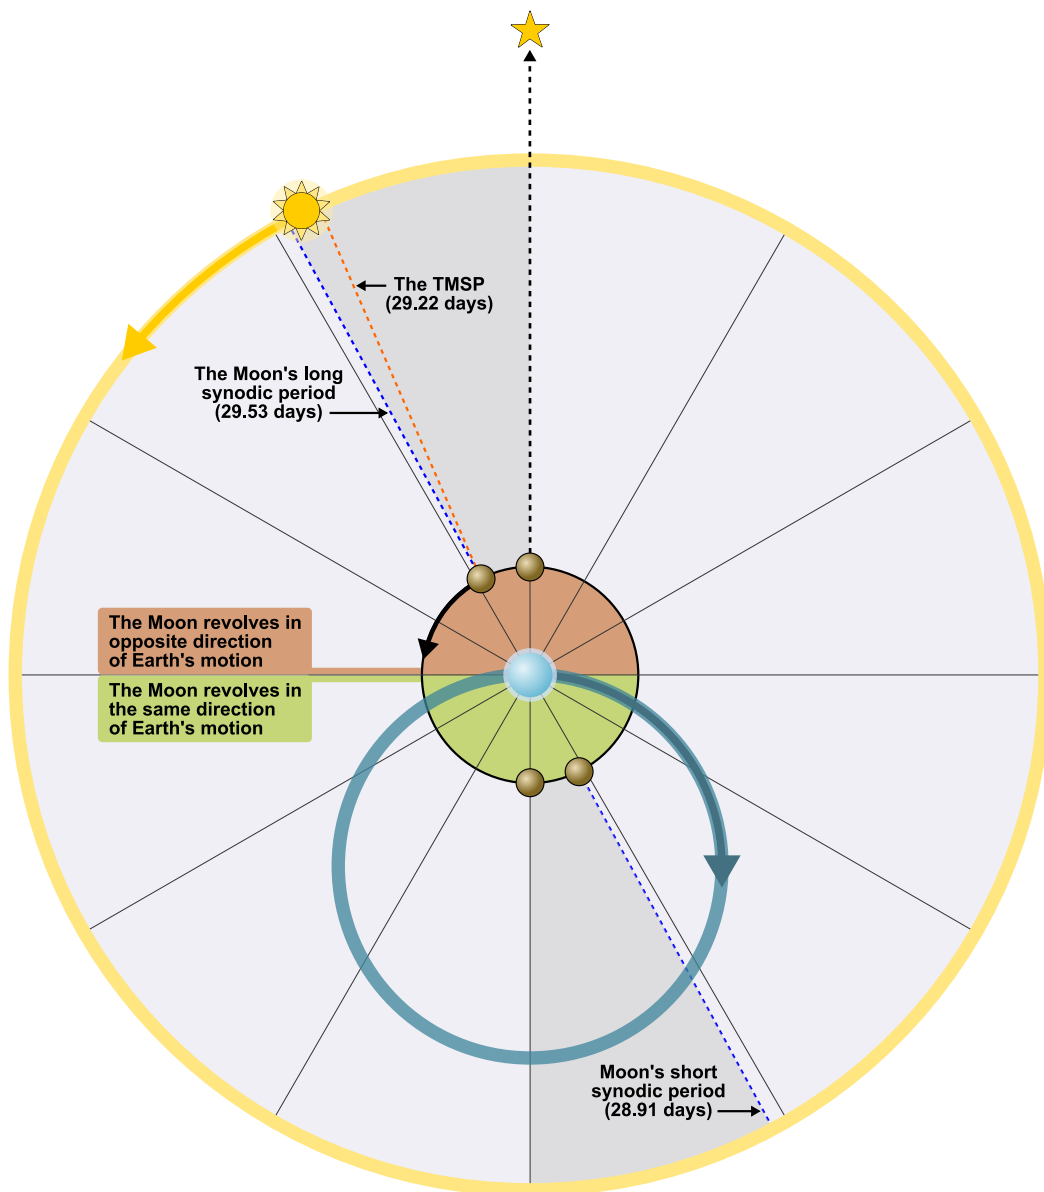 The TMSP
(29.22 days)
The Moon's long
synodic period
(29.53 days)
The Moon revolves in
opposite direction
of Earth's motion
The Moon revolves in
the same direction
of Earth's motion
Moon's short
synodic period
(28.91 days)